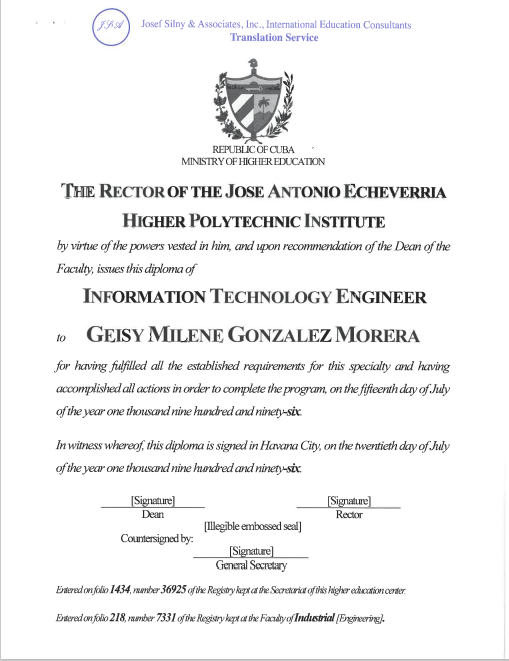 JSA
Josef Silny & Associates, Inc., International Education Consultants
Translation Service
REPUBLIC OF CUBA
MINISTRY OF HIGHER EDUCATION
THE RECTOR OF THE JOSE ANTONIO ECHEVERRIA
HIGHER POLYTECHNIC INSTITUTE
by virtue of the powers vested in him, and upon recommendation of the Dean of the
Faculty, issues this diploma of
INFORMATION TECHNOLOGY ENGINEER
to GEISY MILENE GONZALEZ MORERA
for having fulfilled all the established requirements for this specialty and having
accomplished all actions in order to complete the program, on the fifteenth day of July
of the year one thousand nine hundred and ninety-six.
In witness whereof, this diploma is signed in Havana City, on the twentieth day of July
of the year one thousand nine hundred and ninety-six.
[Signature] [Signature]
Dean Rector
[Illegible embossed seal]
Countersigned by:
[Signature]
General Secretary
Entered on folio 1434, number 36925 of the Registry kept at the Secretariat of this higher education center.
Entered on folio 218, number 7331 of the Registry kept at the Faculty of Industrial [Engineering].